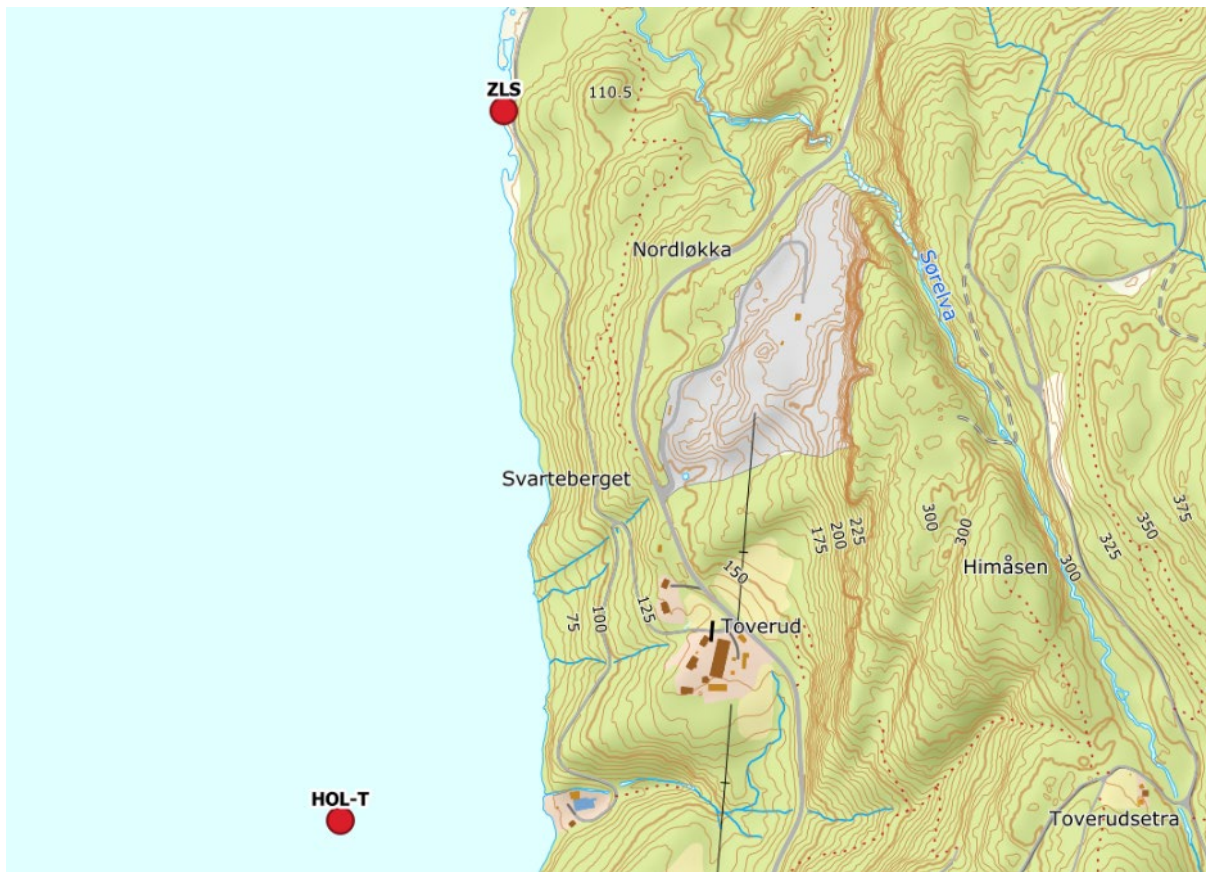 ZLS
110.5
Nordløkka
Sørelva
Svarteberget
375
350
325
300
300
300
225
200
175
Himåsen
150
125
100
75
Toverud
HOL-T
Toverudsetra